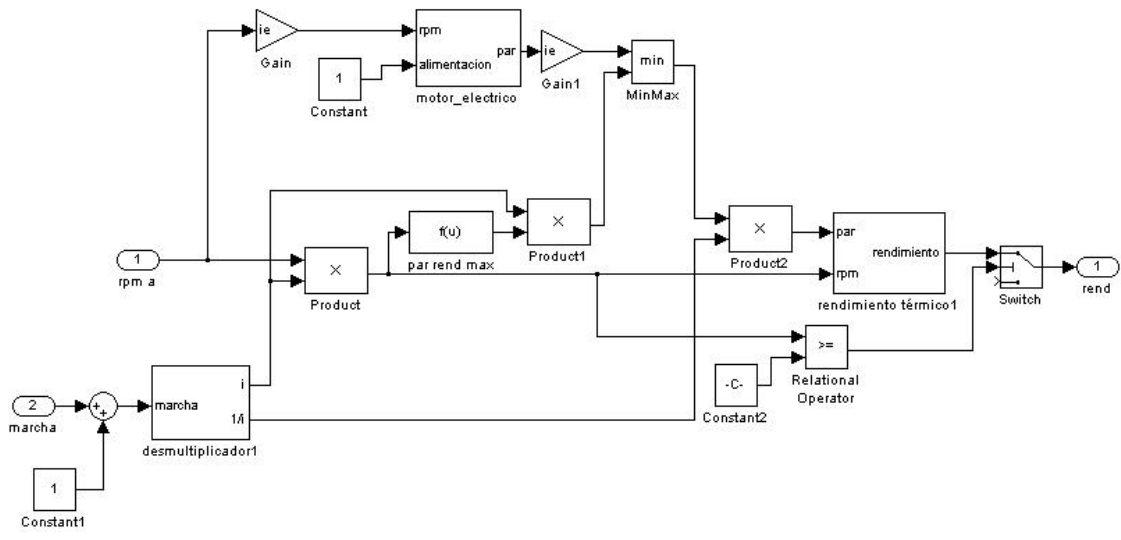 ie
Gain
1
Constant
rpm
par
alimentacion
motor_electrico
ie
Gain1
min
MinMax
1
rpm a
×
Product
f(u)
par rend max
×
Product1
×
Product2
par
rendimiento
rpm
rendimiento térmico1
Switch
1
rend
>=
Relational
Operator
-C-
Constant2
2
marcha
+
+
marcha
i
1/i
desmultiplicador1
1
Constant1